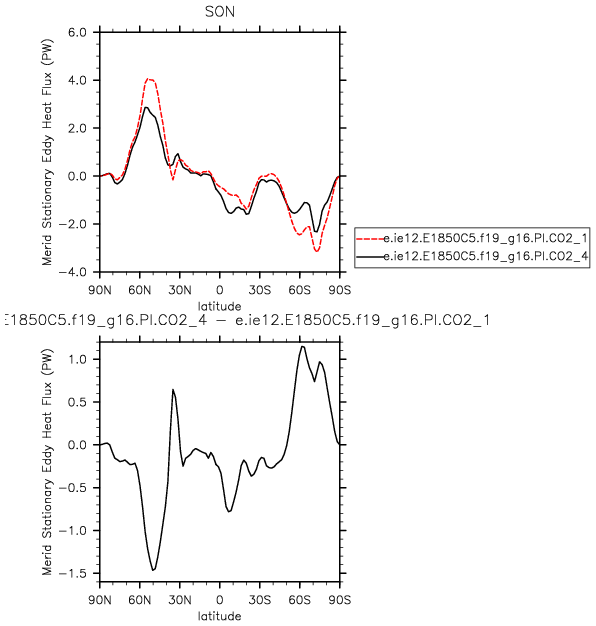 SON
Merid Stationary Eddy Heat Flux (PW)
6.0
4.0
2.0
0.0
−2.0
−4.0
90N 60N 30N 0 30S 60S 90S
latitude
e.ie12.E1850C5.f19_g16.PI.CO2_1
e.ie12.E1850C5.f19_g16.PI.CO2_4
E1850C5.f19_g16.PI.CO2_4 − e.ie12.E1850C5.f19_g16.PI.CO2_1
Merid Stationary Eddy Heat Flux (PW)
1.0
0.5
0.0
−0.5
−1.0
−1.5
90N 60N 30N 0 30S 60S 90S
latitude